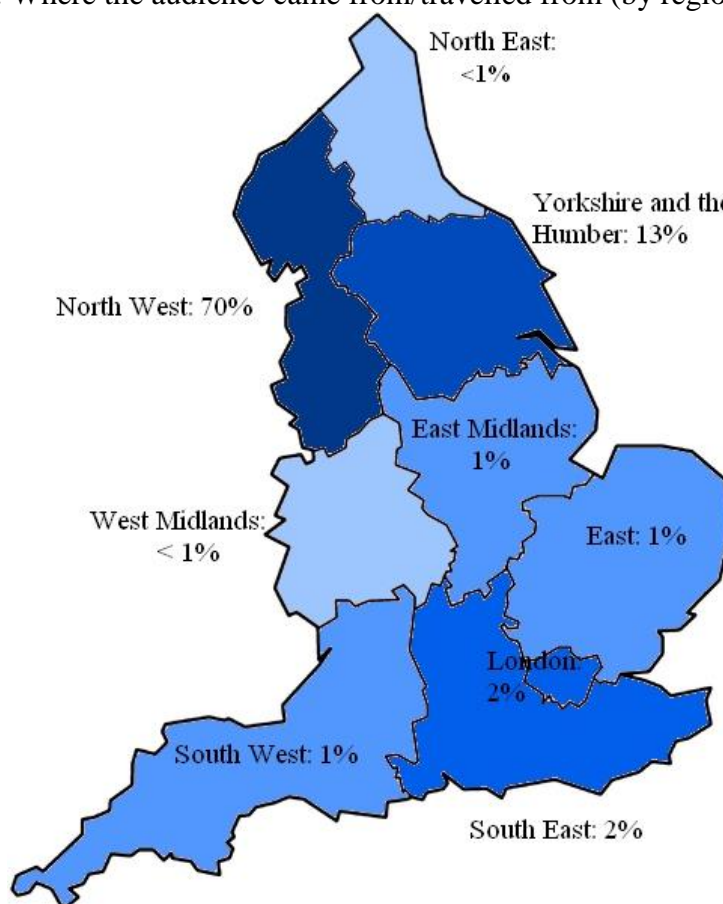 Where the audience came from/travelled from (by regio
North East:
<1%
Yorkshire and the
Humber: 13%
North West: 70%
East Midlands:
1%
West Midlands:
< 1%
East: 1%
London:
2%
South West: 1%
South East: 2%